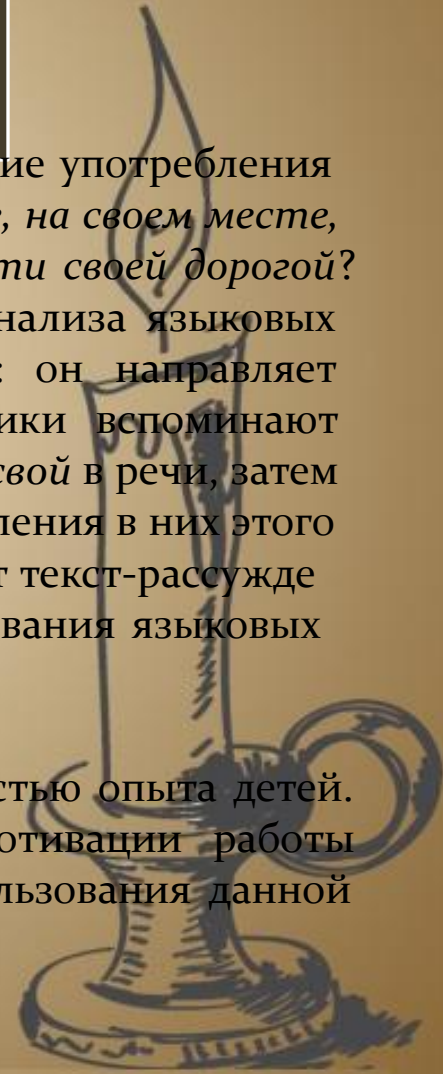 ие употребления
, на своем месте,
ти своей дорогой?
нализа языковых
: он направляет
ики вспоминают
свой в речи, затем
ления в них этого
т текст-рассужде
вания языковых
стью опыта детей.
отивации работы
льзования данной